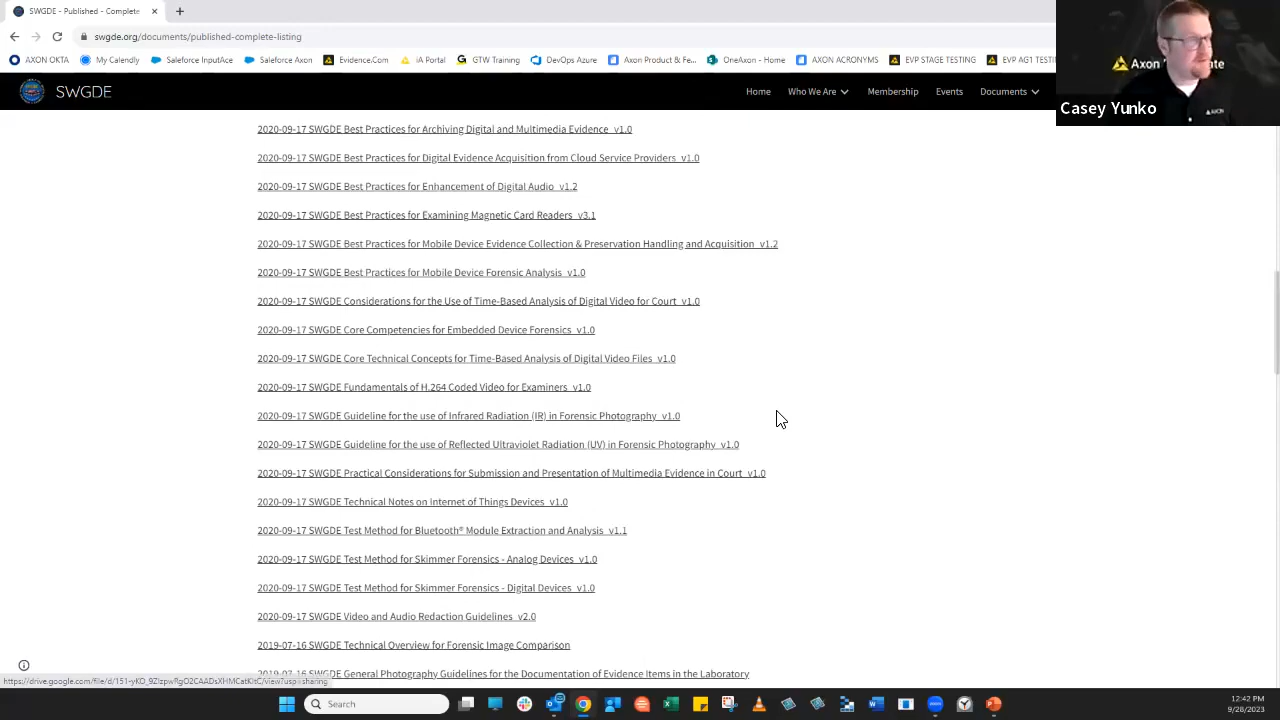 SWGDE - Published - Complete
swgde.org/documents/published-complete-listing
AXON OKTA
My Calendly
Saleforce InputAce
Saleforce Axon
Evidence.Com
iA Portal
GTW Training
DevOps Azure
Axon Product & Fe...
OneAxon - Home
AXON ACRONYMS
EVP STAGE TESTING
EVP AG1 TESTI
Casey Yunko
AXON
SWGDE
Home
Who We Are
Membership
Events
Documents
2020-09-17 SWGDE Best Practices for Archiving Digital and Multimedia Evidence_v1.0
2020-09-17 SWGDE Best Practices for Digital Evidence Acquisition from Cloud Service Providers_v1.0
2020-09-17 SWGDE Best Practices for Enhancement of Digital Audio_v1.2
2020-09-17 SWGDE Best Practices for Examining Magnetic Card Readers_v3.1
2020-09-17 SWGDE Best Practices for Mobile Device Evidence Collection & Preservation Handling and Acquisition_v1.2
2020-09-17 SWGDE Best Practices for Mobile Device Forensic Analysis_v1.0
2020-09-17 SWGDE Considerations for the Use of Time-Based Analysis of Digital Video for Court_v1.0
2020-09-17 SWGDE Core Competencies for Embedded Device Forensics_v1.0
2020-09-17 SWGDE Core Technical Concepts for Time-Based Analysis of Digital Video Files_v1.0
2020-09-17 SWGDE Fundamentals of H.264 Coded Video for Examiners_v1.0
2020-09-17 SWGDE Guideline for the use of Infrared Radiation (IR) in Forensic Photography_v1.0
2020-09-17 SWGDE Guideline for the use of Reflected Ultraviolet Radiation (UV) in Forensic Photography_v1.0
2020-09-17 SWGDE Practical Considerations for Submission and Presentation of Multimedia Evidence in Court_v1.0
2020-09-17 SWGDE Technical Notes on Internet of Things Devices_v1.0
2020-09-17 SWGDE Test Method for Bluetooth® Module Extraction and Analysis_v1.1
2020-09-17 SWGDE Test Method for Skimmer Forensics - Analog Devices_v1.0
2020-09-17 SWGDE Test Method for Skimmer Forensics - Digital Devices_v1.0
2020-09-17 SWGDE Video and Audio Redaction Guidelines_v2.0
2019-07-16 SWGDE Technical Overview for Forensic Image Comparison
2019-07-16 SWGDE General Photography Guidelines for the Documentation of Evidence Items in the Laboratory
Search
12:42 PM
9/28/2023